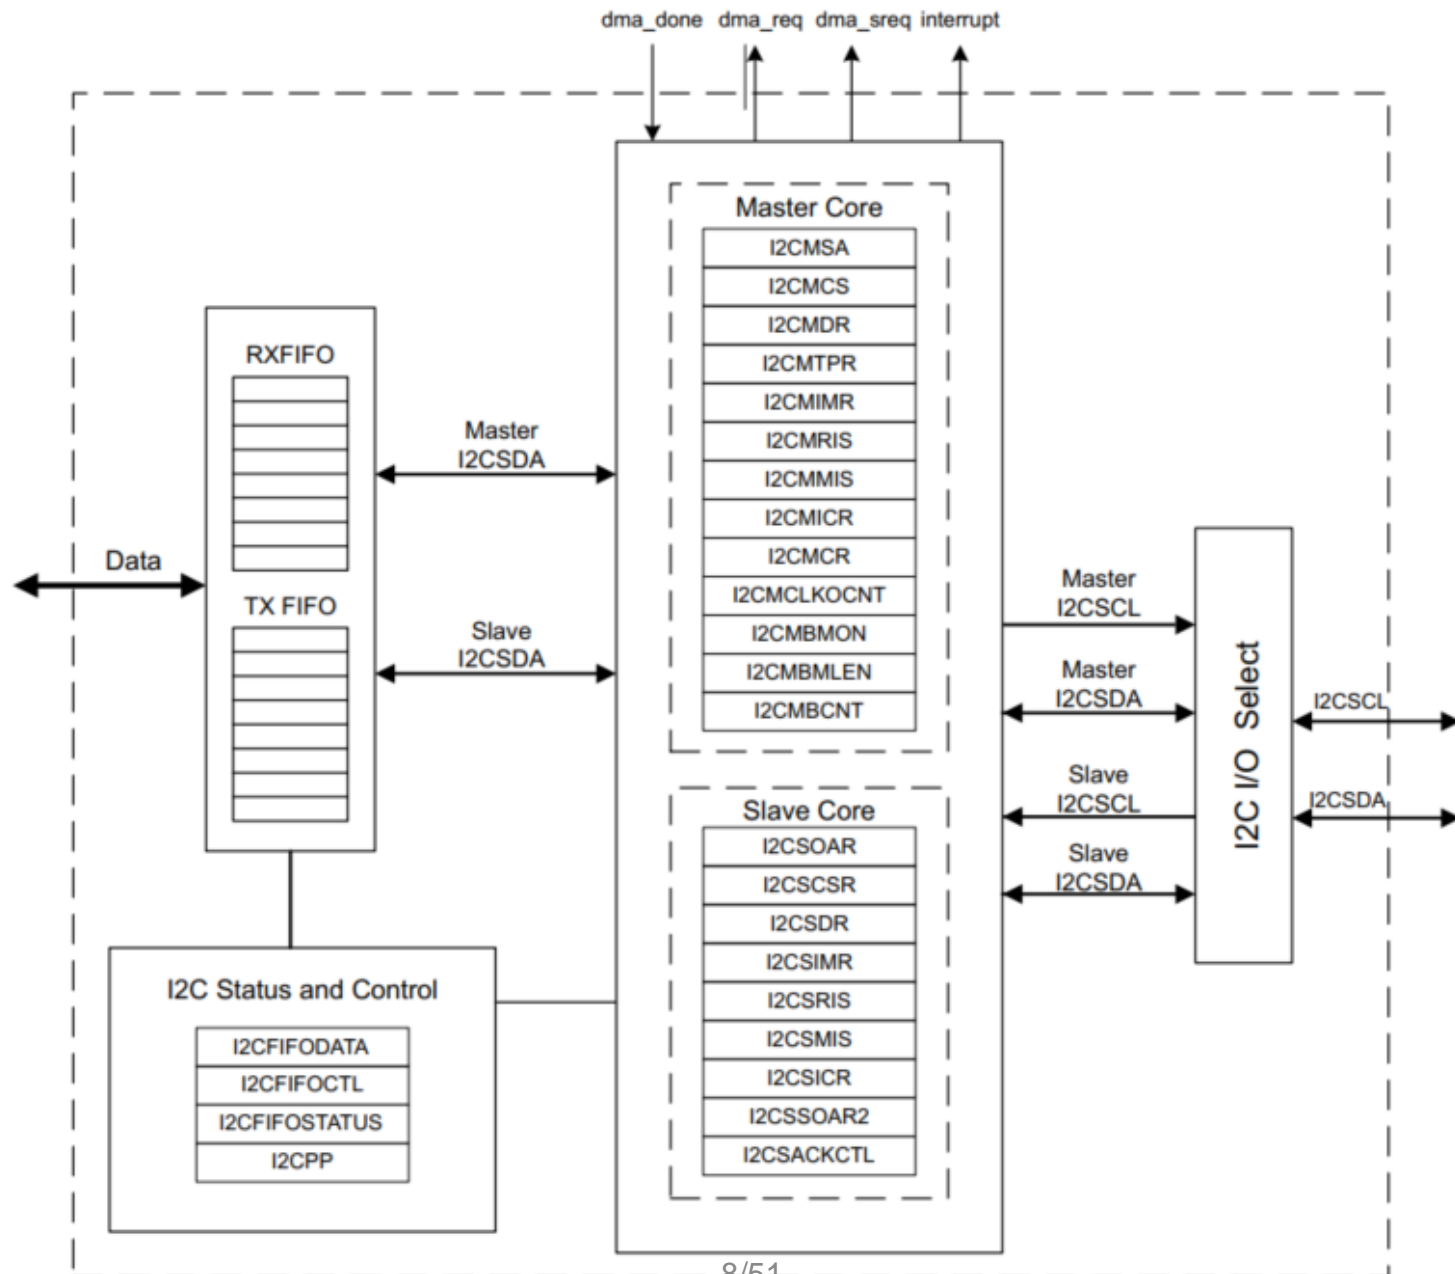 dma_done dma_req dma_sreq interrupt
Master Core
I2CMSA
I2CMCS
I2CMDR
I2CMTPR
I2CMIMR
I2CMRIS
I2CMMIS
I2CMICR
I2CMCR
I2CMCLKOCNT
I2CMBMON
I2CMBMLEN
I2CMBCNT
RXFIFO
TX FIFO
Data
Master
I2CSDA
Slave
I2CSDA
Slave Core
I2CSOAR
I2CSCSR
I2CSDR
I2CSIMR
I2CSRIS
I2CSMIS
I2CSICR
I2CSSOAR2
I2CSACKCTL
I2C Status and Control
I2CFIFODATA
I2CFIFOCTL
I2CFIFOSTATUS
I2CPP
Master
I2CSCL
Master
I2CSDA
Slave
I2CSCL
Slave
I2CSDA
I2C I/O Select
I2CSCL
I2CSDA
8/51